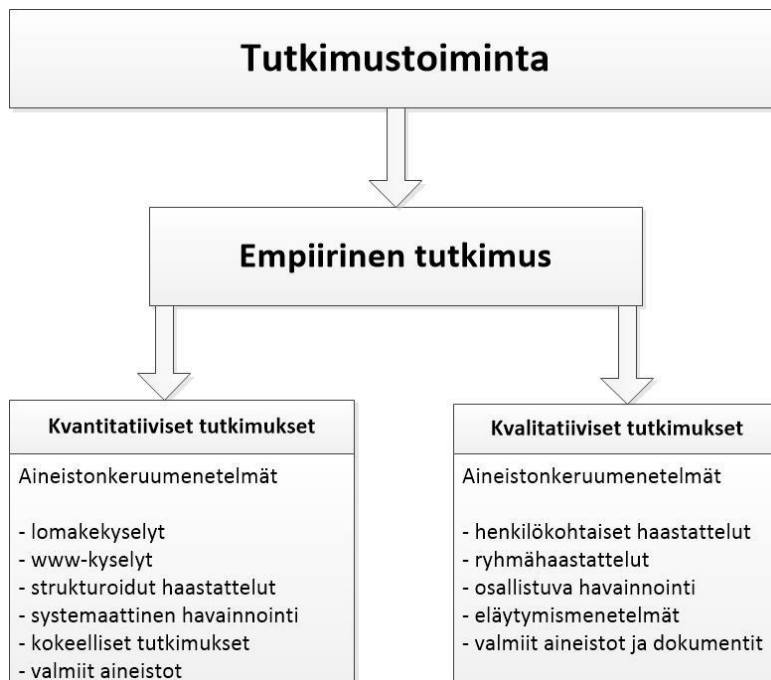 Tutkimustoiminta
Empiirinen tutkimus
Kvantitatiiviset tutkimukset
Aineistonkeruumenetelmät
- lomakekyselyt
- www-kyselyt
- strukturoidut haastattelut
- systemaattinen havainnointi
- kokeelliset tutkimukset
- valmiit aineistot
Kvalitatiiviset tutkimukset
Aineistonkeruumenetelmät
- henkilökohtaiset haastattelut
- ryhmähaastattelut
- osallistuva havainnointi
- eläytymismenetelmät
- valmiit aineistot ja dokumentit